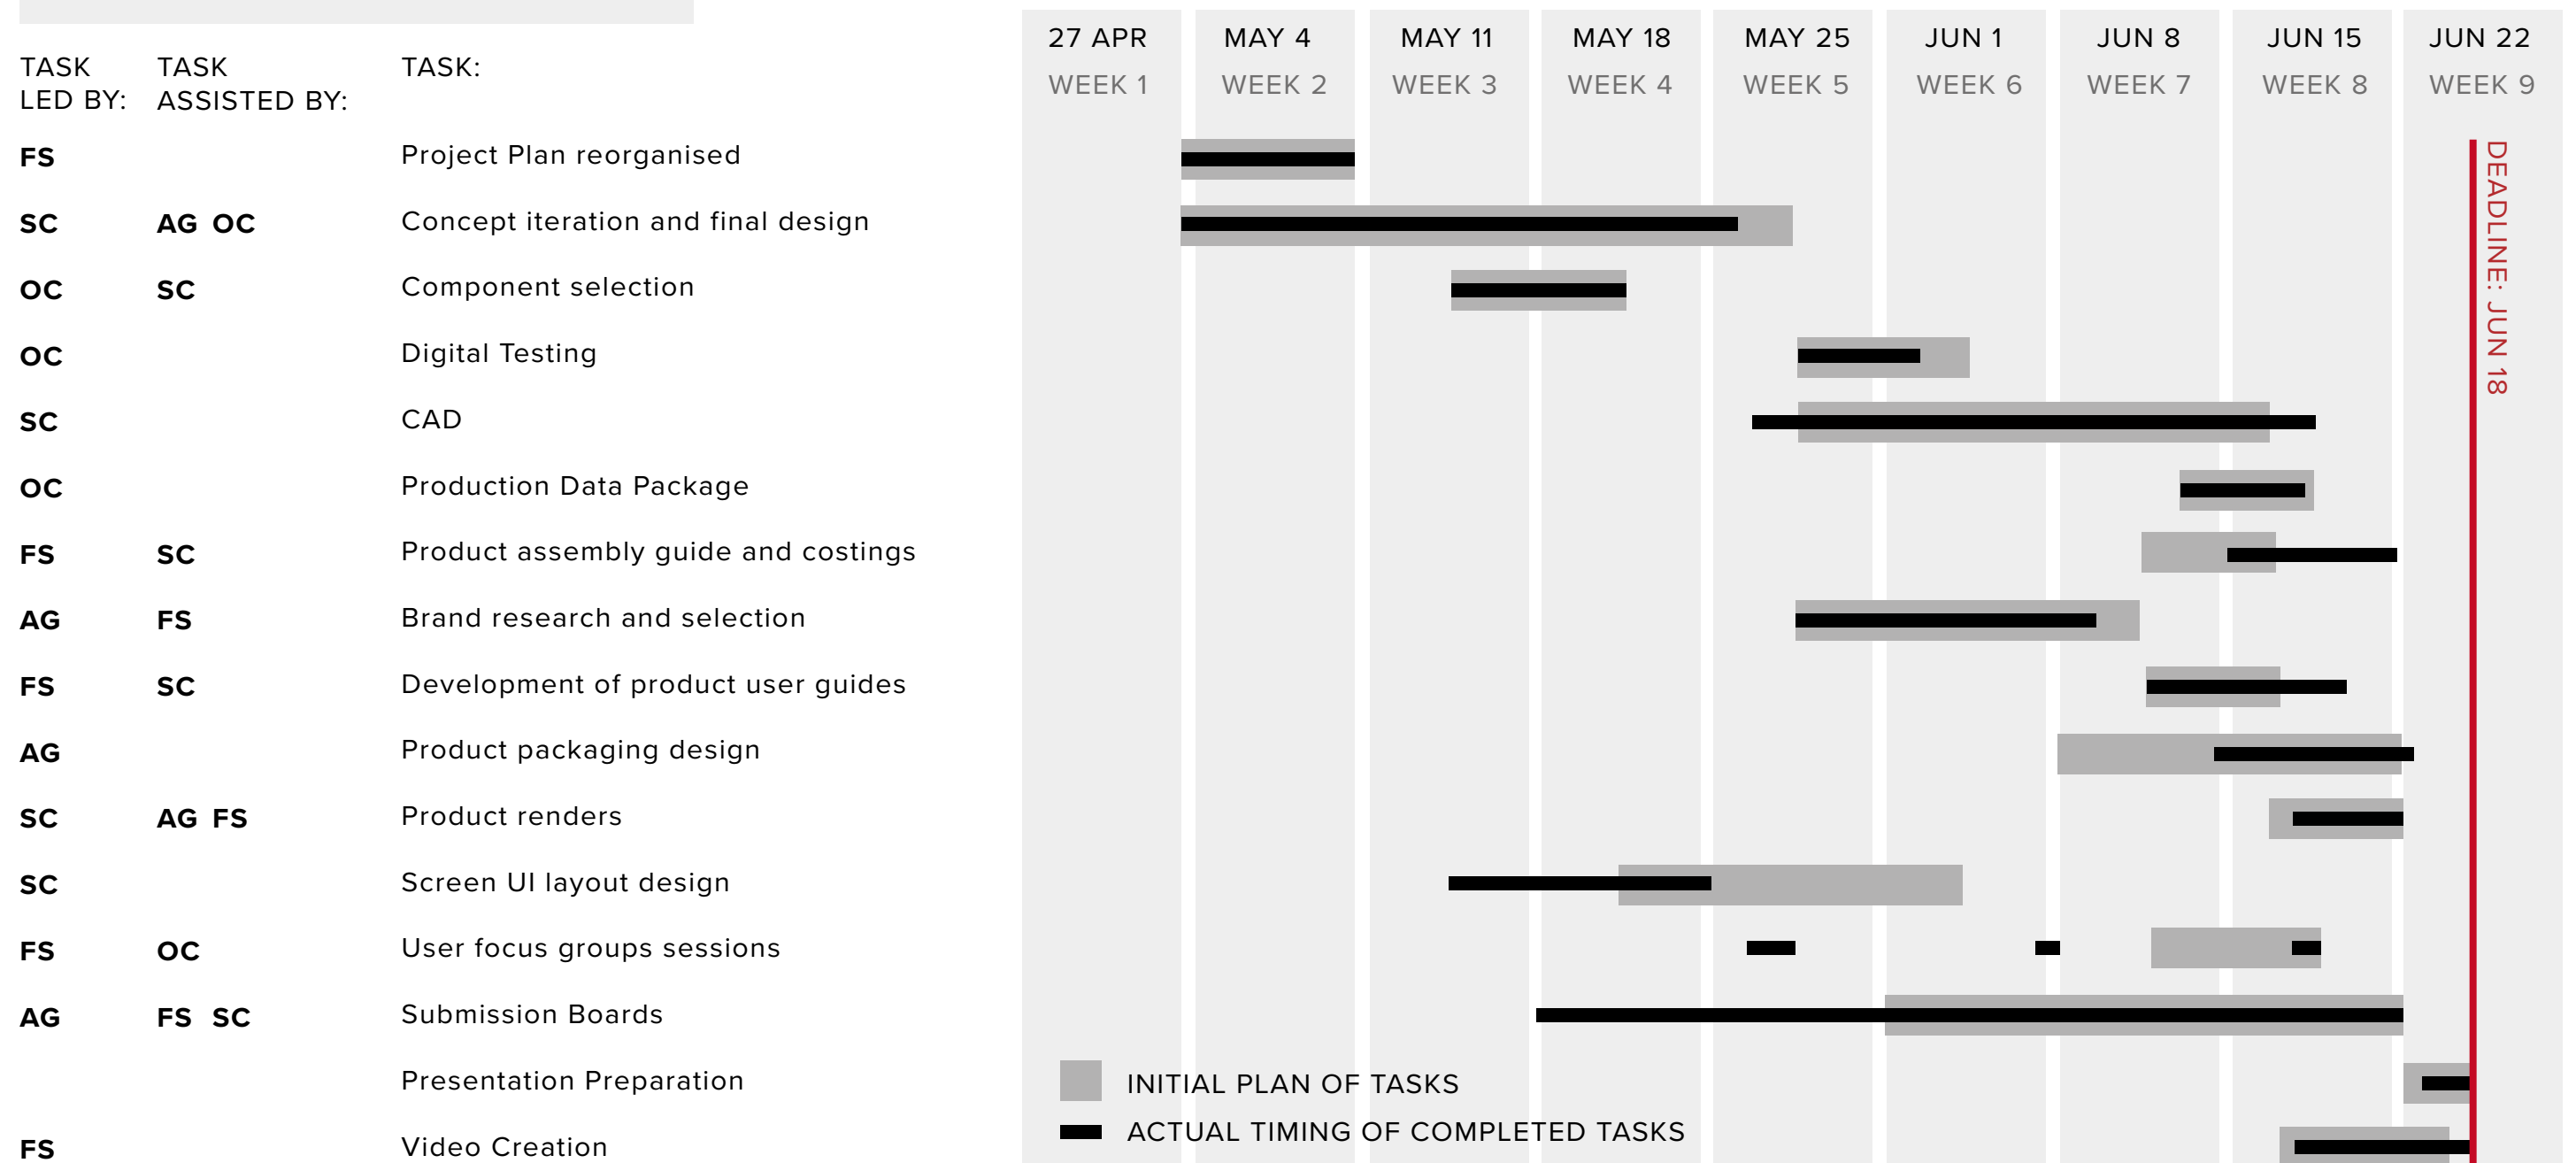 27 APR MAY 4 MAY 11 MAY 18 MAY 25 JUN 1 JUN 8 JUN 15 JUN 22
WEEK 1 WEEK 2 WEEK 3 WEEK 4 WEEK 5 WEEK 6 WEEK 7 WEEK 8 WEEK 9
TASK LED BY:
TASK ASSISTED BY:
TASK:
FS Project Plan reorganised
SC AG OC Concept iteration and final design
OC SC Component selection
OC Digital Testing
SC CAD
OC Production Data Package
FS SC Product assembly guide and costings
AG FS Brand research and selection
FS SC Development of product user guides
AG Product packaging design
SC AG FS Product renders
SC Screen UI layout design
FS OC User focus groups sessions
AG FS SC Submission Boards
Presentation Preparation
FS Video Creation
DEADLINE: JUN 18
INITIAL PLAN OF TASKS
ACTUAL TIMING OF COMPLETED TASKS